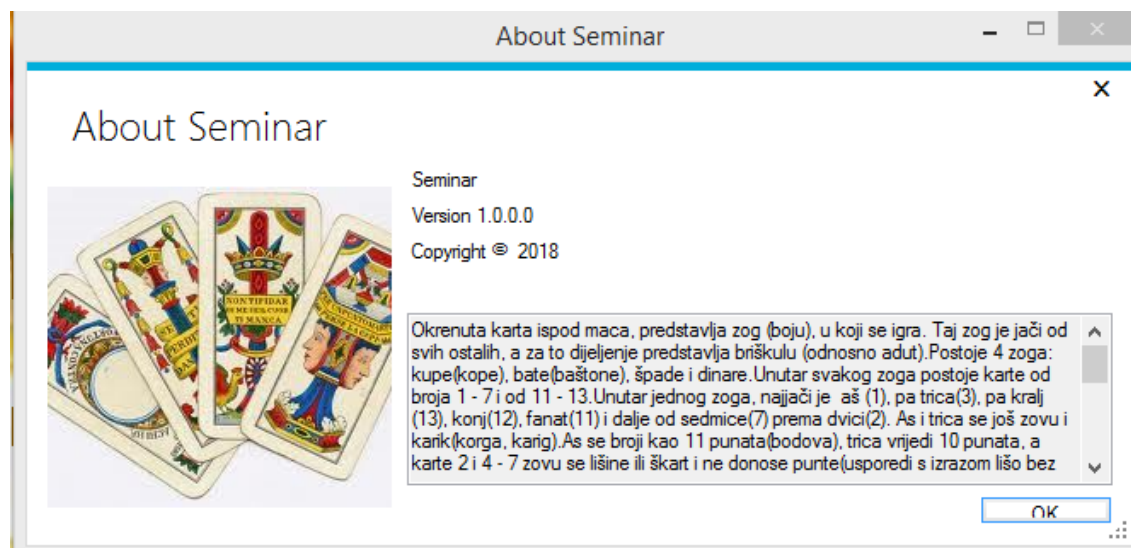 About Seminar
About Seminar
Seminar
Version 1.0.0.0
Copyright © 2018
Okrenuta karta ispod maca, predstavlja zog (boju), u koji se igra. Taj zog je jači od
svih ostalih, a za to dijeljenje predstavlja briškulu (odnosno adut).Postoje 4 zoga:
kupe(kope), bate(baštone), špade i dinare.Unutar svakog zoga postoje karte od
broja 1 - 7 i od 11 - 13.Unutar jednog zoga, najjači je aš (1), pa trica(3), pa kralj
(13), konj(12), fanat(11) i dalje od sedmice(7) prema dvici(2). As i trica se još zovu i
karik(korga, karig).As se broji kao 11 punata(bodova), trica vrijedi 10 punata, a
karte 2 i 4 - 7 zovu se lišine ili škart i ne donose punte(usporedi s izrazom lišo bez
NON TI FIDAR
TI MANCA
OK